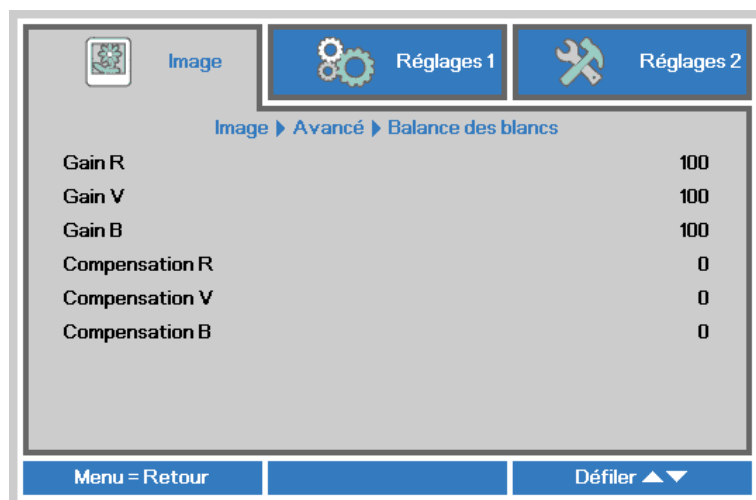 Image Réglages 1 Réglages 2
Image ▶ Avancé ▶ Balance des blancs
Gain R 100
Gain V 100
Gain B 100
Compensation R 0
Compensation V 0
Compensation B 0
Menu = Retour Défiler ▲▼